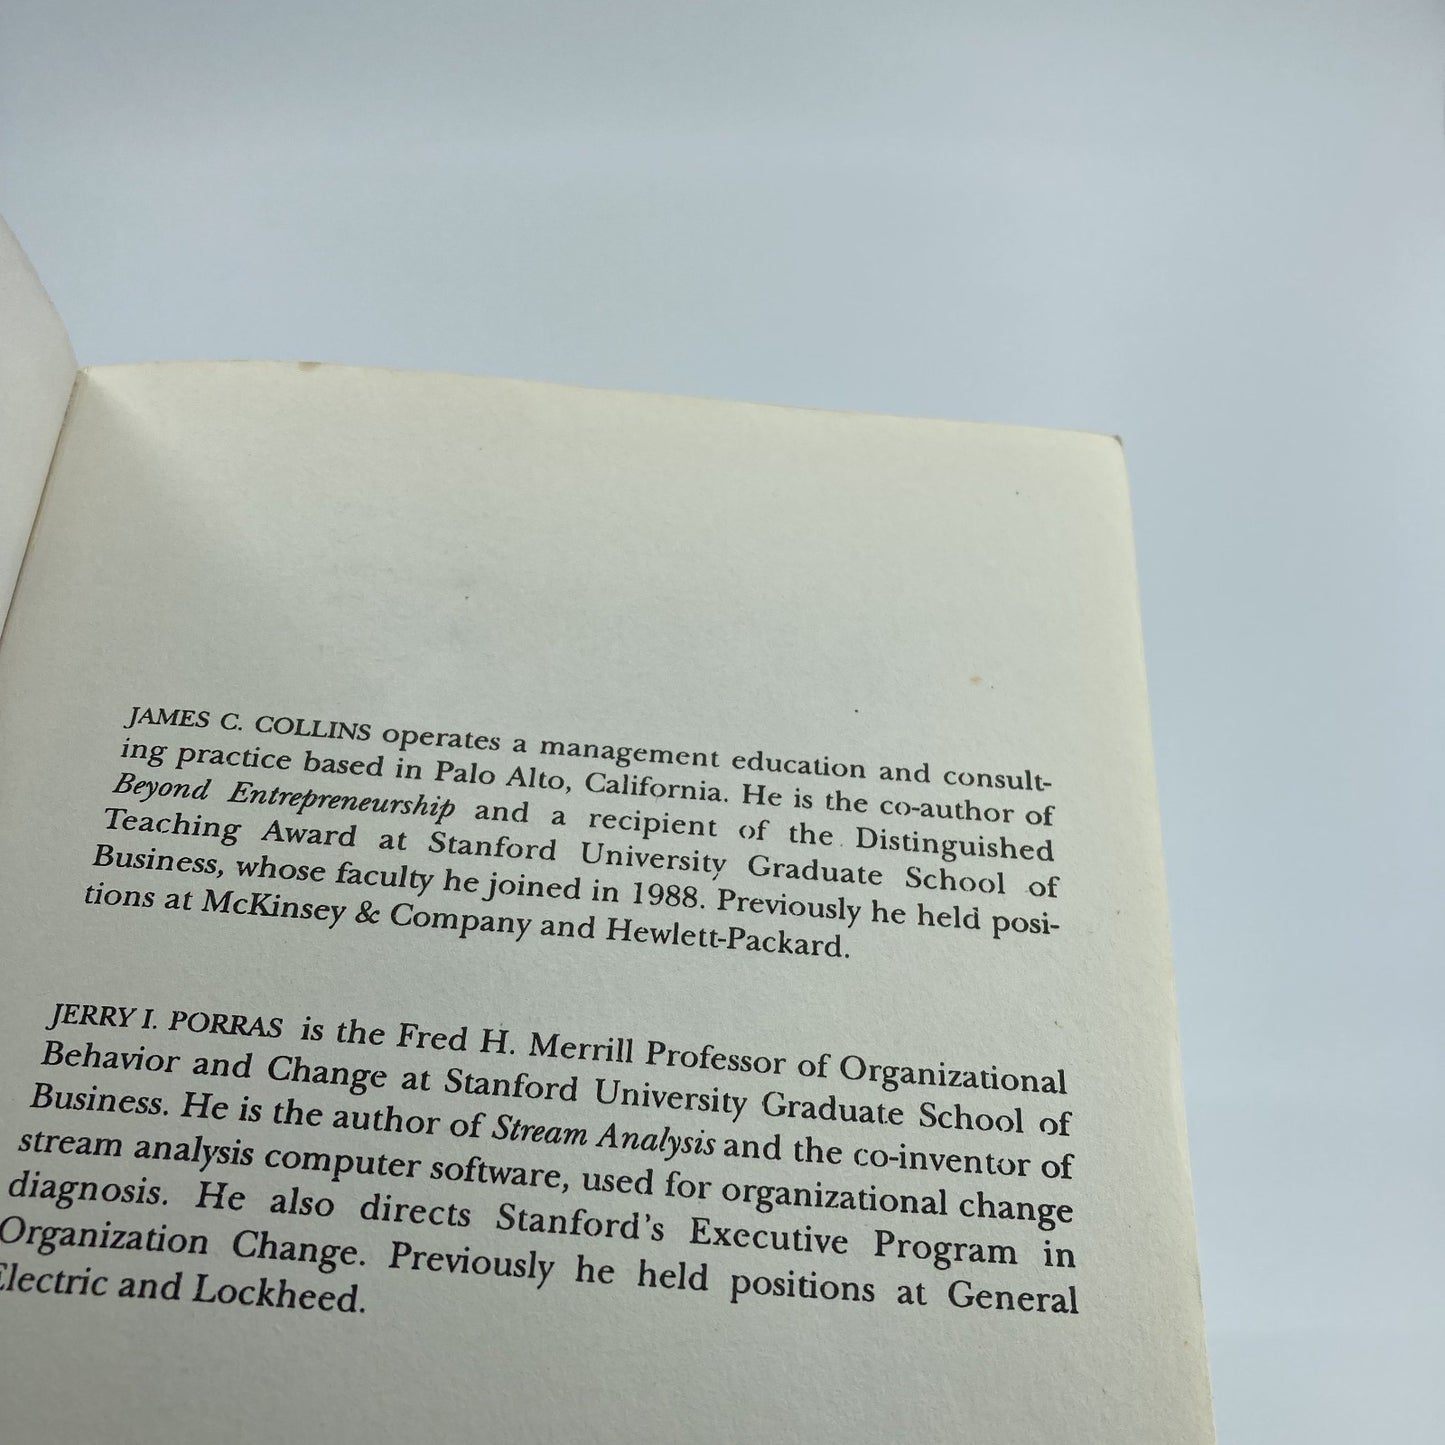 JAMES C. COLLINS operates a management education and consult-
ing practice based in Palo Alto, California. He is the co-author of
Beyond Entrepreneurship and a recipient of the Distinguished
Teaching Award at Stanford University Graduate School of
Business, whose faculty he joined in 1988. Previously he held posi-
tions at McKinsey & Company and Hewlett-Packard.
JERRY I. PORRAS is the Fred H. Merrill Professor of Organizational
Behavior and Change at Stanford University Graduate School of
Business. He is the author of Stream Analysis and the co-inventor of
stream analysis computer software, used for organizational change
diagnosis. He also directs Stanford's Executive Program in
Organization Change. Previously he held positions at General
Electric and Lockheed.